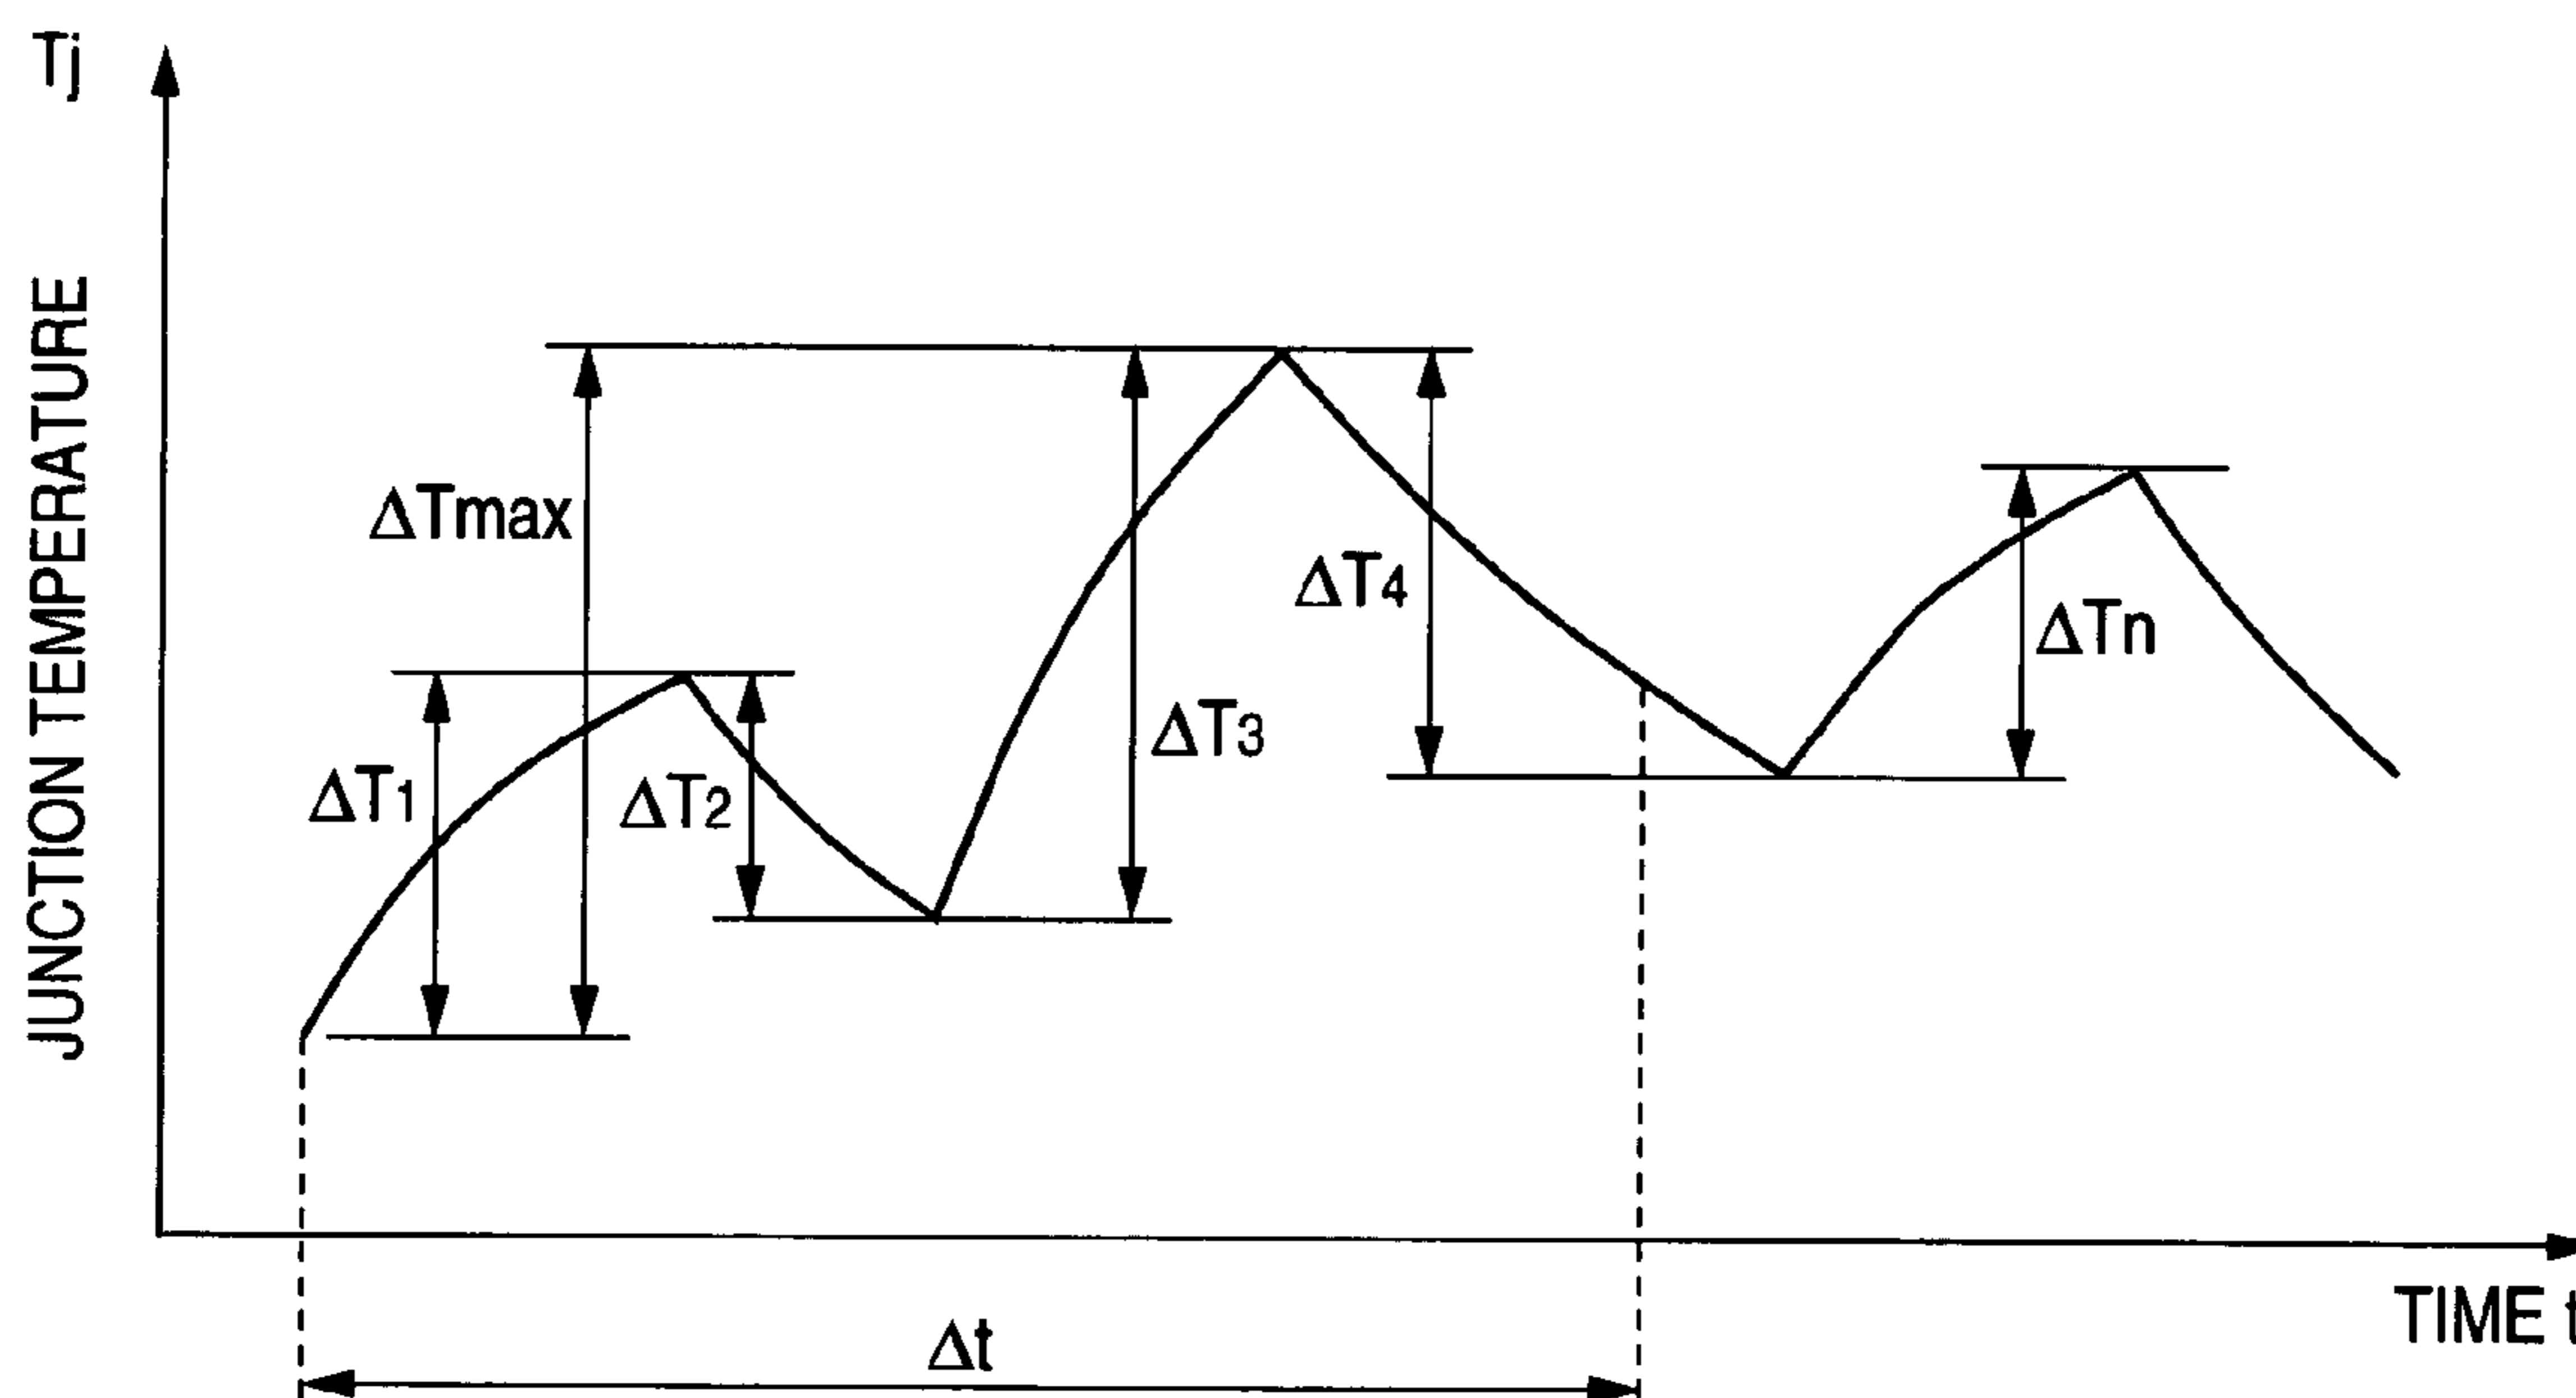 Tj
JUNCTION TEMPERATURE
ΔTmax
ΔT1
ΔT2
ΔT3
ΔT4
ΔTn
TIME t
Δt